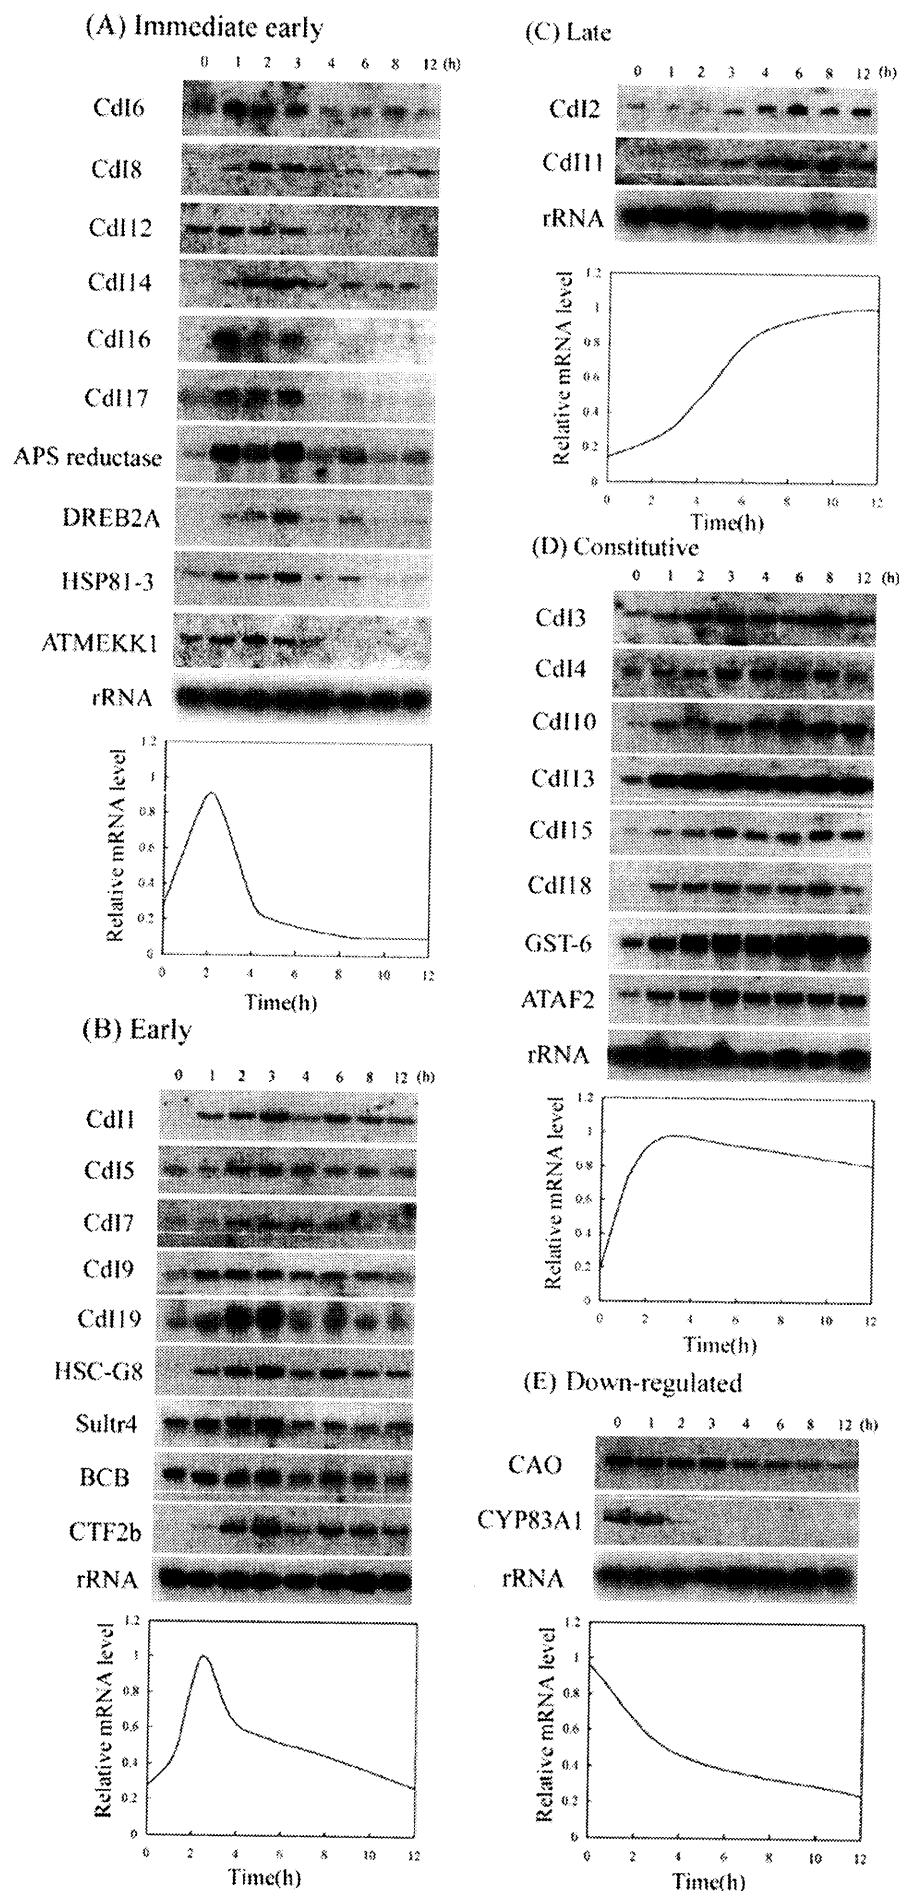 (A) Immediate early
0 1 2 3 4 6 8 12 (h)
CdI6
CdI8
CdI12
CdI14
CdI16
CdI17
APS reductase
DREB2A
HSP81-3
ATMEKK1
rRNA
1.2
1
0.8
0.6
0.4
0.2
0
Relative mRNA level
0 2 4 6 8 10 12
Time(h)
(B) Early
0 1 2 3 4 6 8 12 (h)
CdI1
CdI5
CdI7
CdI9
CdI19
HSC-G8
Sultr4
BCB
CTF2b
rRNA
1.2
1
0.8
0.6
0.4
0.2
0
Relative mRNA level
0 2 4 6 8 10 12
Time(h)
(C) Late
0 1 2 3 4 6 8 12 (h)
CdI2
CdI11
rRNA
1.2
1
0.8
0.6
0.4
0.2
0
Relative mRNA level
0 2 4 6 8 10 12
Time(h)
(D) Constitutive
0 1 2 3 4 6 8 12 (h)
CdI3
CdI4
CdI10
CdI13
CdI15
CdI18
GST-6
ATAF2
rRNA
1.2
1
0.8
0.6
0.4
0.2
0
Relative mRNA level
0 2 4 6 8 10 12
Time(h)
(E) Down-regulated
0 1 2 3 4 6 8 12 (h)
CAO
CYP83A1
rRNA
1.2
1
0.8
0.6
0.4
0.2
0
Relative mRNA level
0 2 4 6 8 10 12
Time(h)